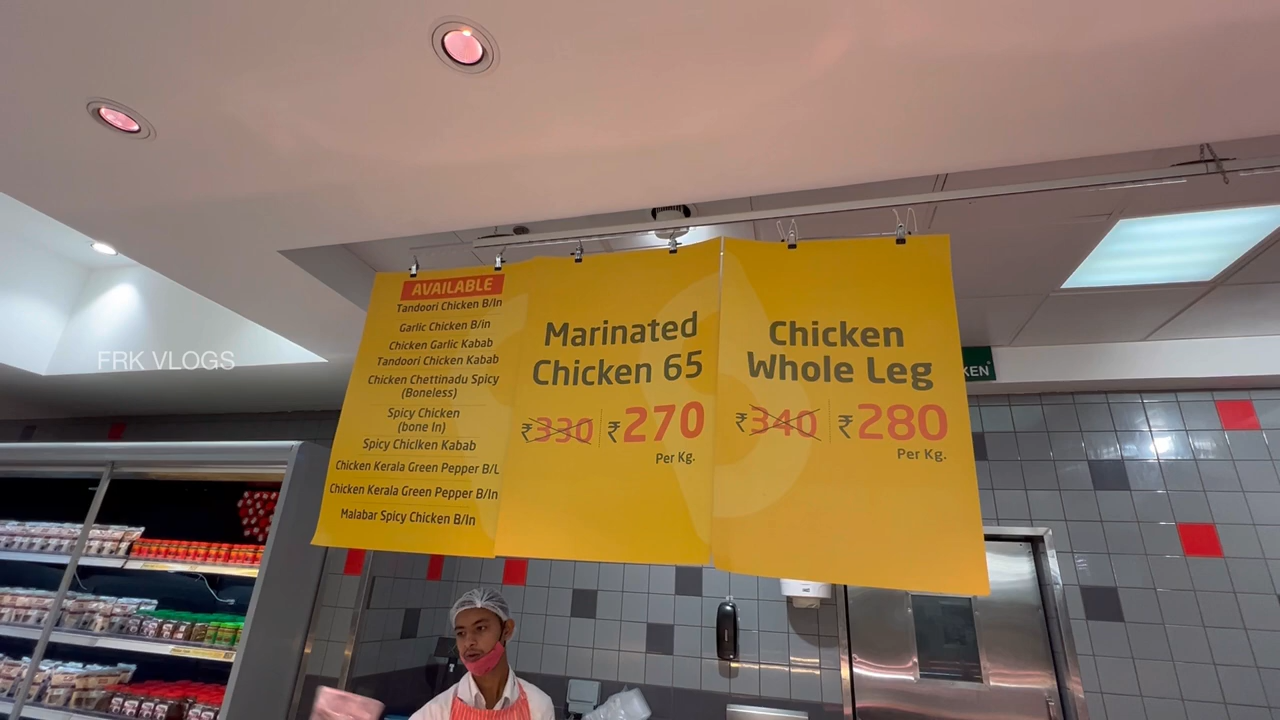 FRK VLOGS
AVAILABLE
Tandoori Chicken B/In
Garlic Chicken B/in
Chicken Garlic Kabab
Tandoori Chicken Kabab
Chicken Chettinadu Spicy
(Boneless)
Spicy Chicken
(bone In)
Spicy Chiclken Kabab
Chicken Kerala Green Pepper B/L
Chicken Kerala Green Pepper B/In
Malabar Spicy Chicken B/In
Marinated
Chicken 65
₹330 ₹270
Per Kg.
Chicken
Whole Leg
₹340 ₹280
Per Kg.
KEN